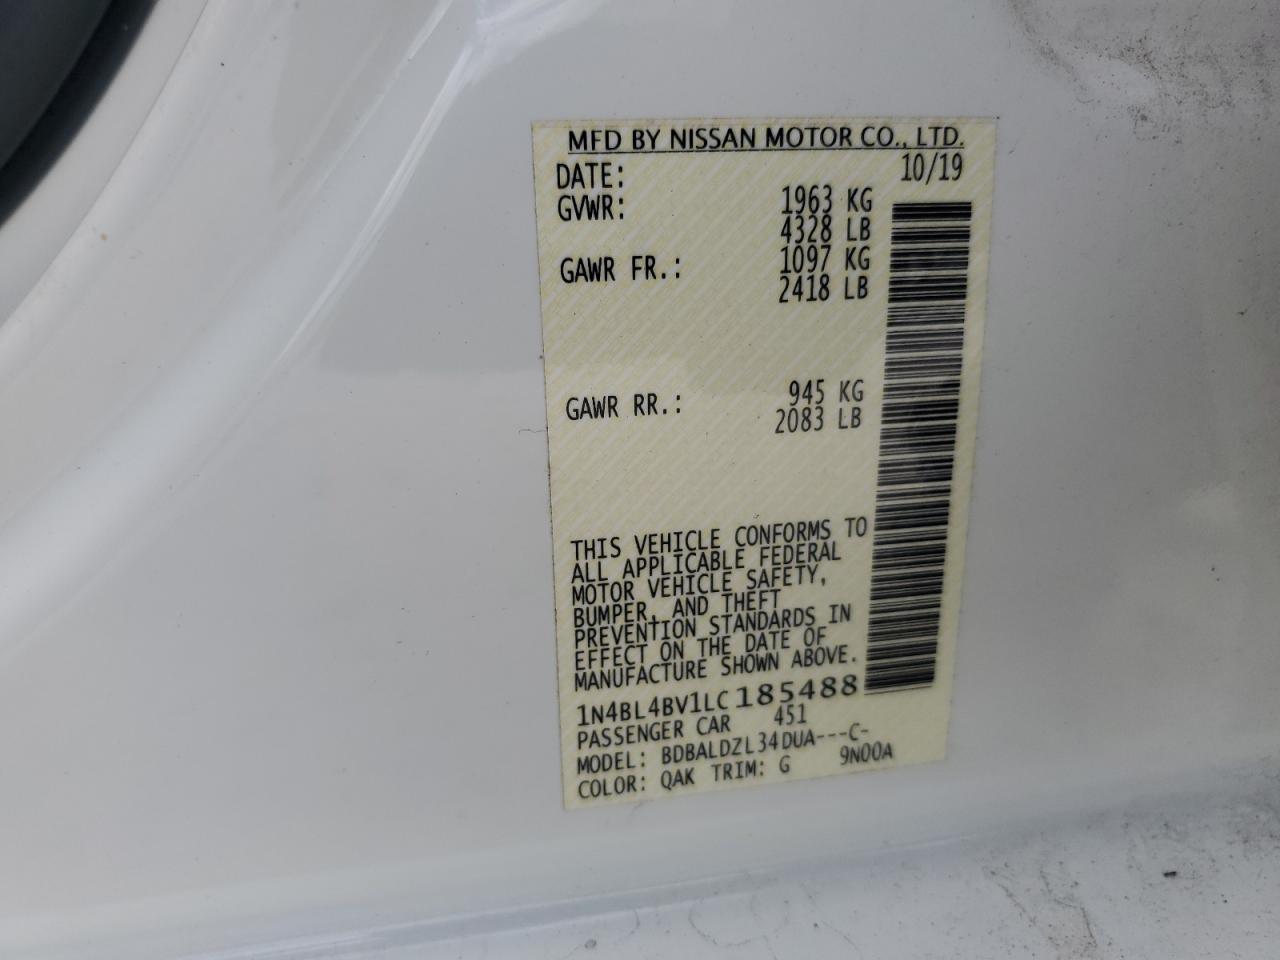 MFD BY NISSAN MOTOR CO., LTD.
DATE: 10/19
GVWR: 1963 KG
4328 LB
GAWR FR.: 1097 KG
2418 LB
GAWR RR.: 945 KG
2083 LB
THIS VEHICLE CONFORMS TO
ALL APPLICABLE FEDERAL
MOTOR VEHICLE SAFETY,
BUMPER, AND THEFT
PREVENTION STANDARDS IN
EFFECT ON THE DATE OF
MANUFACTURE SHOWN ABOVE.
1N4BL4BV1LC185488
PASSENGER CAR 451
MODEL: BDBALDZL34DUA---C-
COLOR: QAK TRIM: G 9N00A